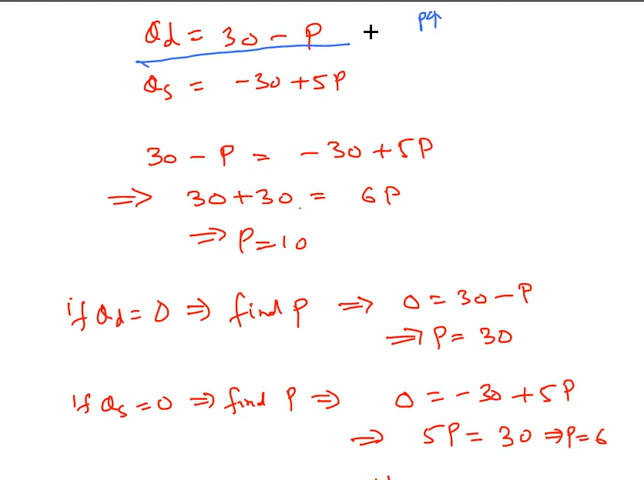 Qd = 30 - P
pq
Qs = -30 + 5P
30 - P = -30 + 5P
⇒ 30 + 30 = 6P
⇒ P = 10
if Qd = 0 ⇒ find P ⇒ 0 = 30 - P
⇒ P = 30
If Qs = 0 ⇒ find P ⇒ 0 = -30 + 5P
⇒ 5P = 30 ⇒ P = 6